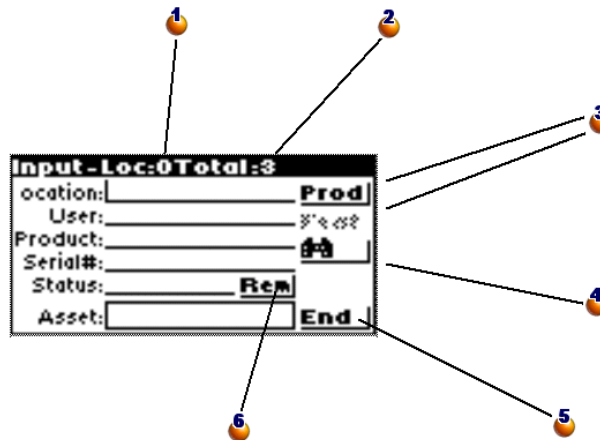 1
2
3
Input-Loc:0Total:3
ocation: Prod
User:
Product:
Serial#:
Status: Rem
4
Asset: End
6
5